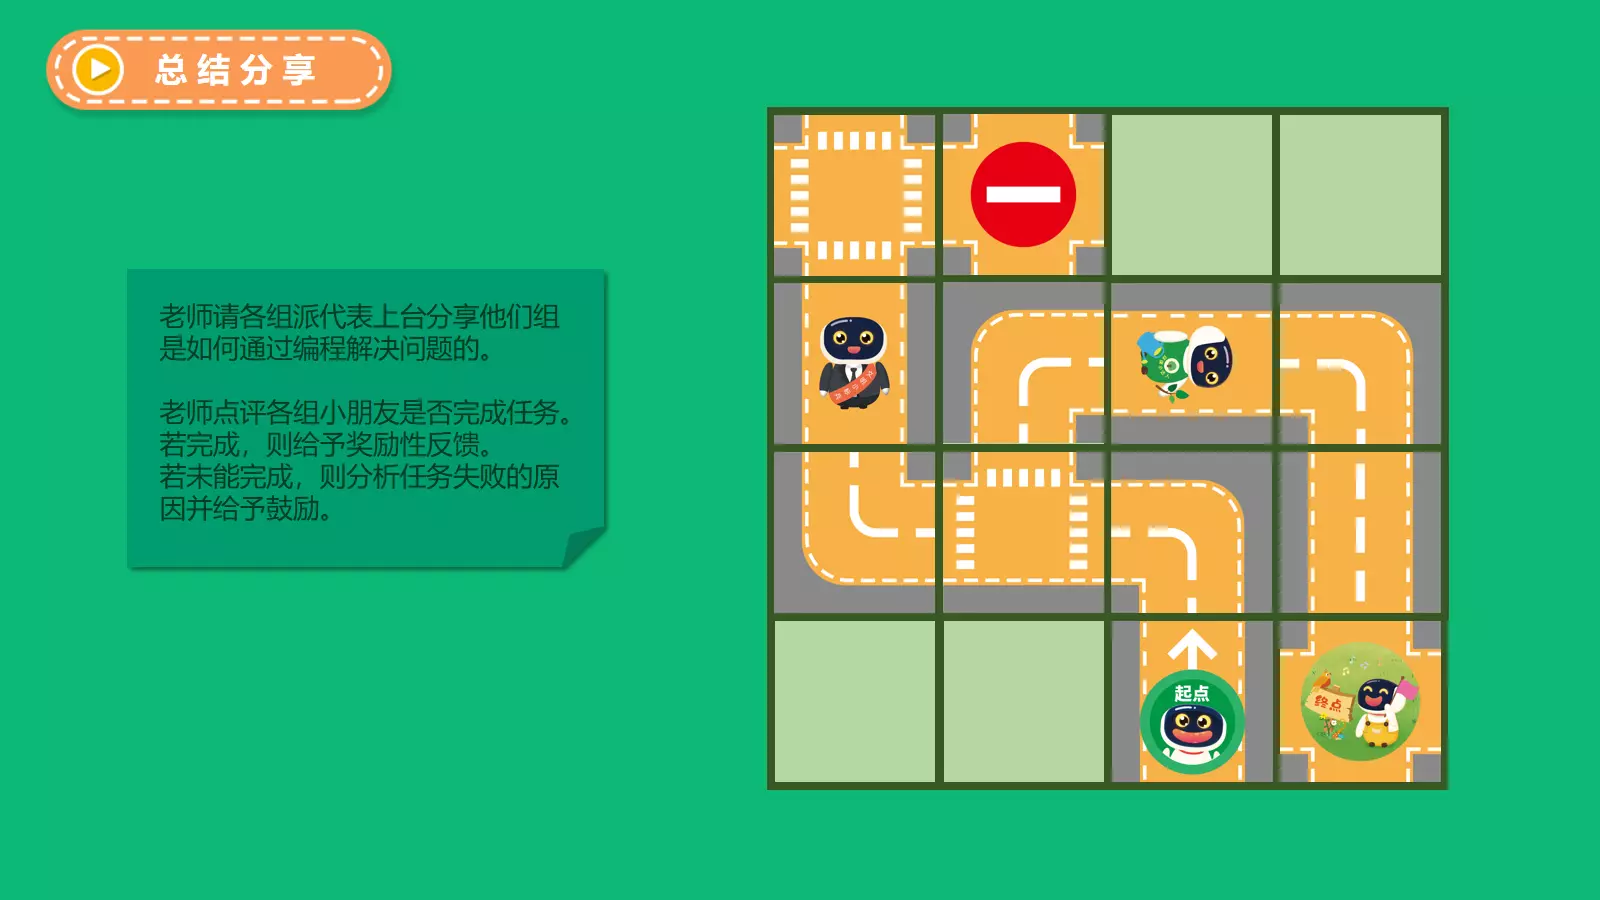 总结分享
老师请各组派代表上台分享他们组
是如何通过编程解决问题的。
老师点评各组小朋友是否完成任务。
若完成，则给予奖励性反馈。
若未能完成，则分析任务失败的原
因并给予鼓励。
起点
终点